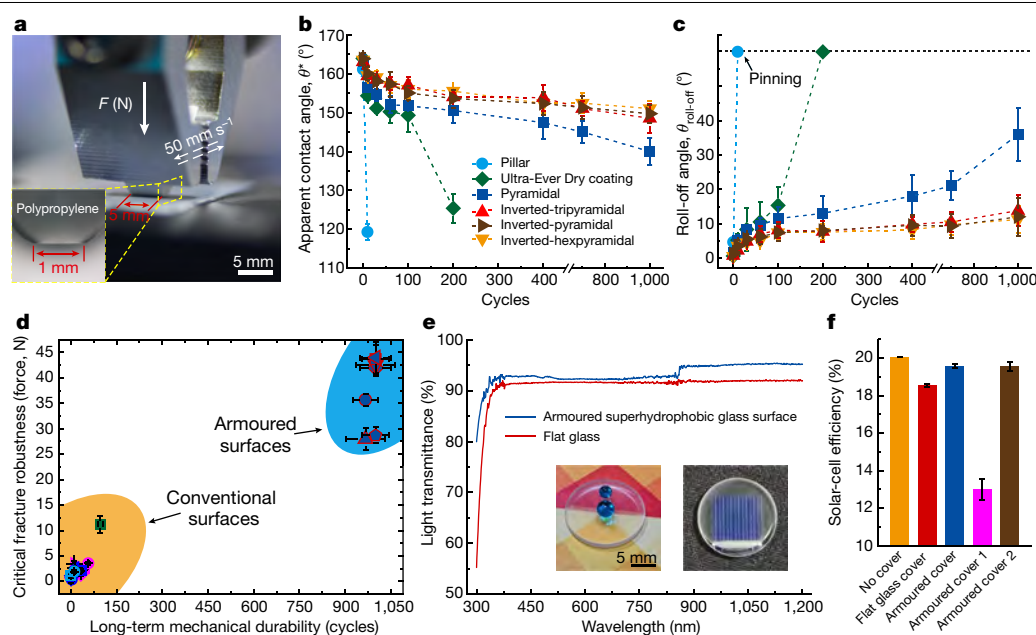 a
F (N)
50 mm s⁻¹
Polypropylene
5 mm
1 mm
5 mm
b
Apparent contact angle, θ* (°)
170
160
150
140
130
120
110
0
100
200
400
1,000
Cycles
Pillar
Ultra-Ever Dry coating
Pyramidal
Inverted-tripyramidal
Inverted-pyramidal
Inverted-hexpyramidal
c
Roll-off angle, θroll-off (°)
40
30
20
10
0
Pinning
0
100
200
400
1,000
Cycles
d
Critical fracture robustness (force, N)
45
40
35
30
25
20
15
10
5
0
Armoured
surfaces
Conventional
surfaces
0
150
300
450
600
750
900
1,050
Long-term mechanical durability (cycles)
e
Light transmittance (%)
100
95
90
85
80
75
70
65
60
55
50
Armoured superhydrophobic glass surface
Flat glass
5 mm
300
450
600
750
900
1,050
1,200
Wavelength (nm)
f
Solar-cell efficiency (%)
20
18
16
14
12
10
No cover
Flat glass cover
Armoured cover
Armoured cover 1
Armoured cover 2